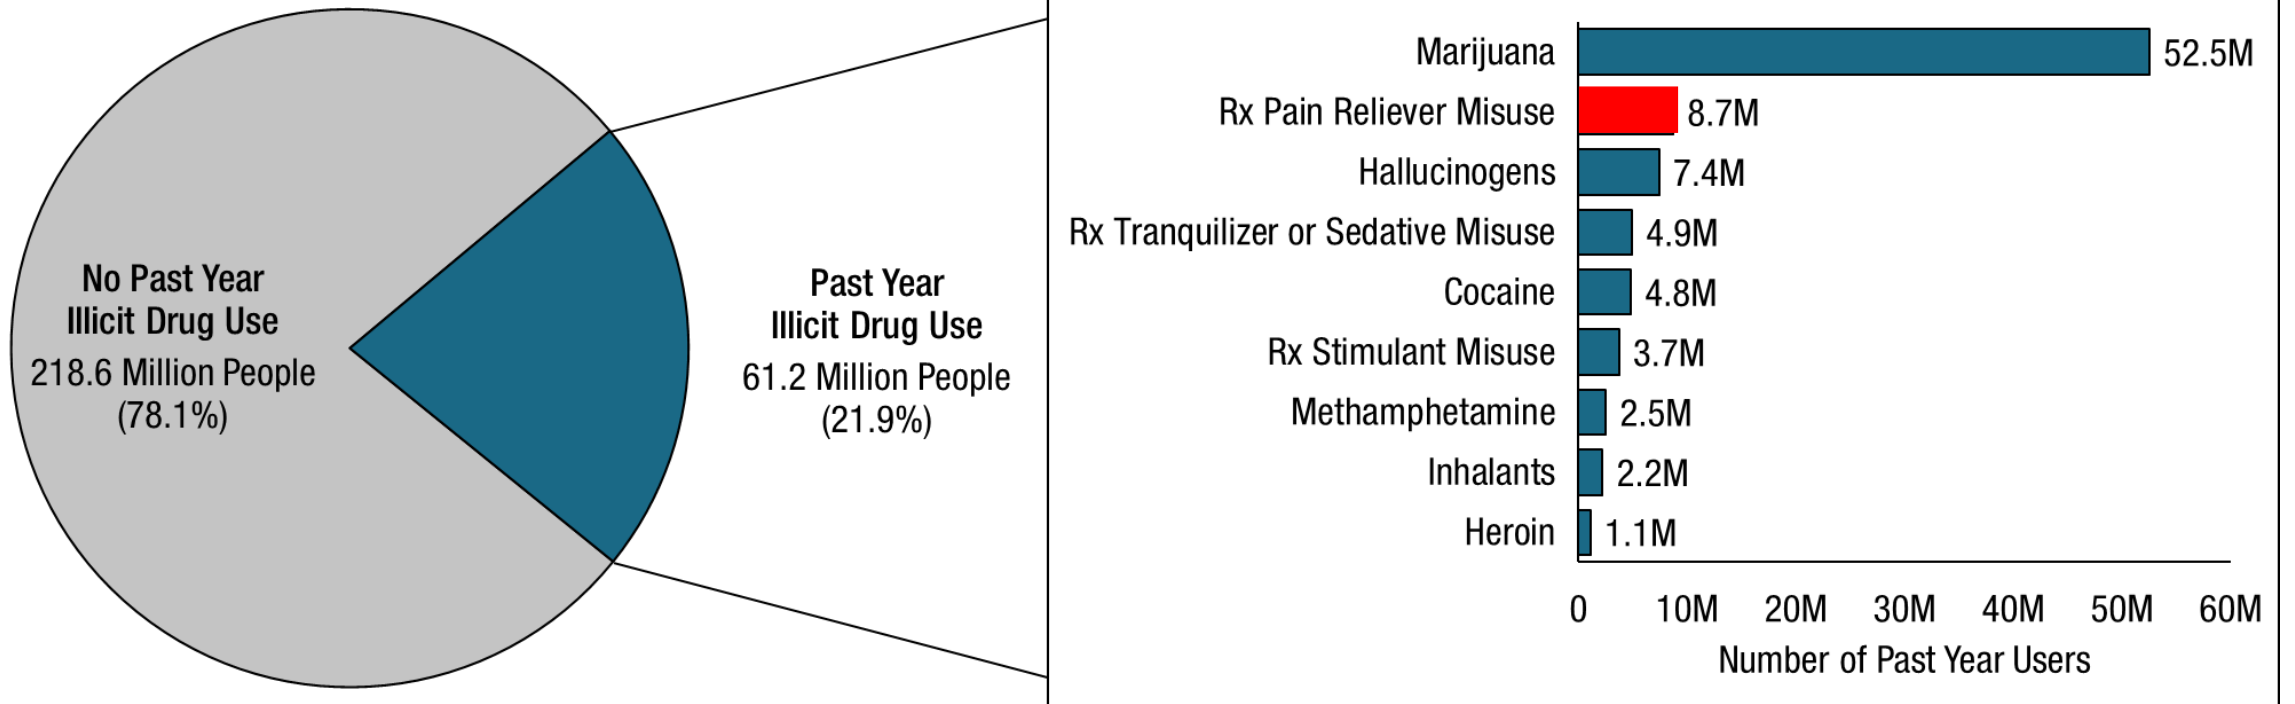 No Past Year
Illicit Drug Use
218.6 Million People
(78.1%)
Past Year
Illicit Drug Use
61.2 Million People
(21.9%)
Marijuana 52.5M
Rx Pain Reliever Misuse 8.7M
Hallucinogens 7.4M
Rx Tranquilizer or Sedative Misuse 4.9M
Cocaine 4.8M
Rx Stimulant Misuse 3.7M
Methamphetamine 2.5M
Inhalants 2.2M
Heroin 1.1M
0 10M 20M 30M 40M 50M 60M
Number of Past Year Users